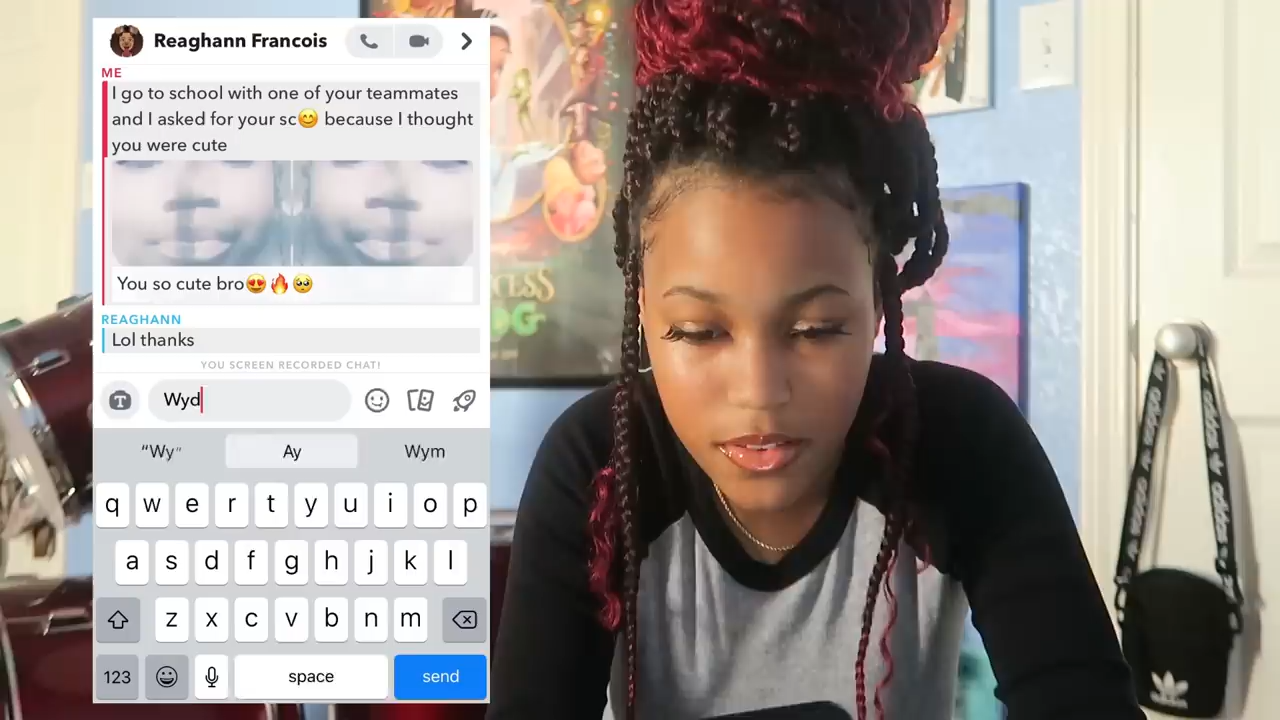 Reaghann Francois
ME
I go to school with one of your teammates
and I asked for your sc😊 because I thought
you were cute
You so cute bro😍🔥🥺
REAGHANN
Lol thanks
YOU SCREEN RECORDED CHAT!
T
Wyd
“Wy” Ay Wym
q w e r t y u i o p
a s d f g h j k l
z x c v b n m
123 space send
adidas
adidas